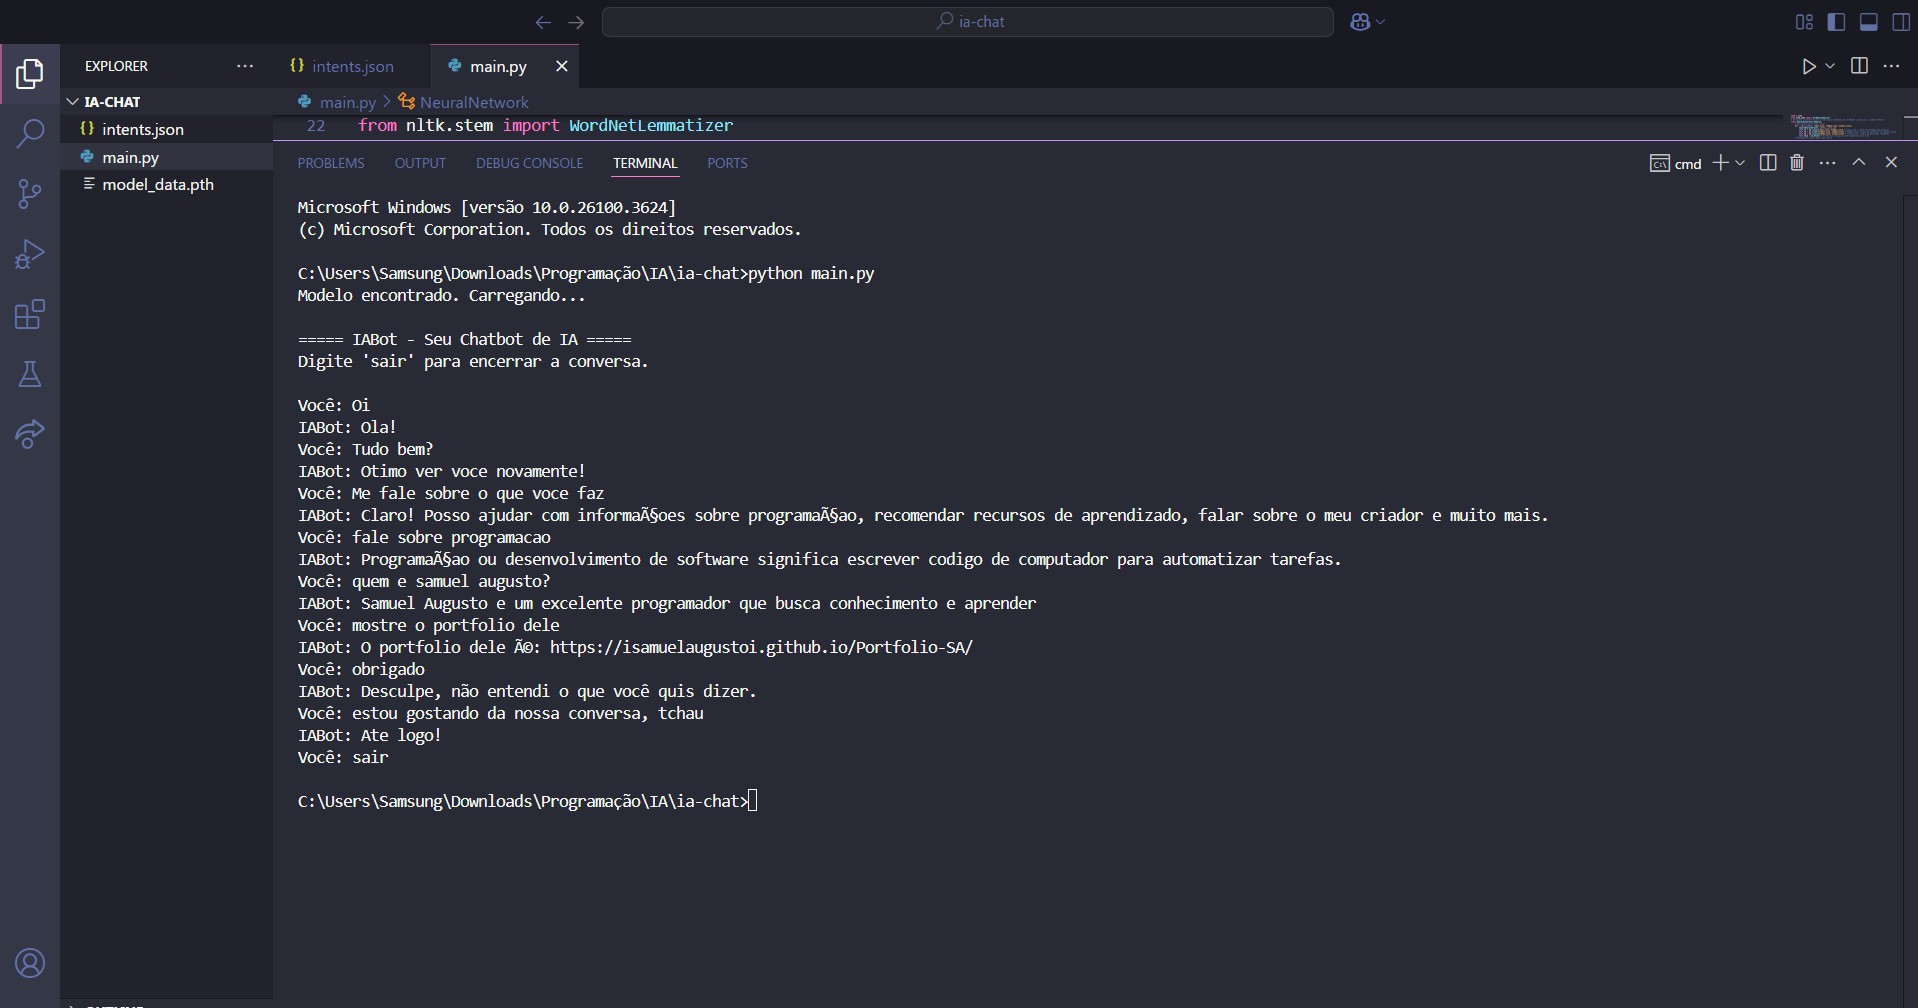 ia-chat
EXPLORER
intents.json
main.py
IA-CHAT
intents.json
main.py
model_data.pth
main.py > NeuralNetwork
22 from nltk.stem import WordNetLemmatizer
PROBLEMS OUTPUT DEBUG CONSOLE TERMINAL PORTS
cmd
Microsoft Windows [versão 10.0.26100.3624]
(c) Microsoft Corporation. Todos os direitos reservados.
C:\Users\Samsung\Downloads\Programação\IA\ia-chat>python main.py
Modelo encontrado. Carregando...
===== IABot - Seu Chatbot de IA =====
Digite 'sair' para encerrar a conversa.
Você: Oi
IABot: Ola!
Você: Tudo bem?
IABot: Otimo ver voce novamente!
Você: Me fale sobre o que voce faz
IABot: Claro! Posso ajudar com informaÃ§oes sobre programaÃ§ao, recomendar recursos de aprendizado, falar sobre o meu criador e muito mais.
Você: fale sobre programacao
IABot: ProgramaÃ§ao ou desenvolvimento de software significa escrever codigo de computador para automatizar tarefas.
Você: quem e samuel augusto?
IABot: Samuel Augusto e um excelente programador que busca conhecimento e aprender
Você: mostre o portfolio dele
IABot: O portfolio dele Ã©: https://isamuelaugustoi.github.io/Portfolio-SA/
Você: obrigado
IABot: Desculpe, não entendi o que você quis dizer.
Você: estou gostando da nossa conversa, tchau
IABot: Ate logo!
Você: sair
C:\Users\Samsung\Downloads\Programação\IA\ia-chat>